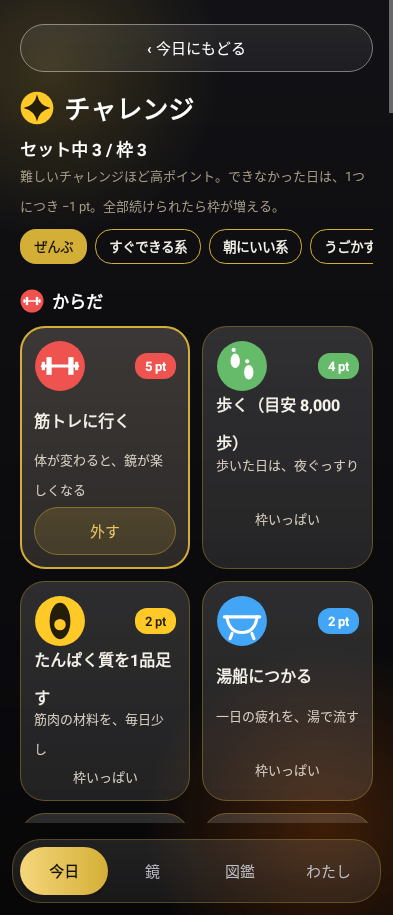 ‹ 今日にもどる
チャレンジ
セット中 3 / 枠 3
難しいチャレンジほど高ポイント。できなかった日は、1つ
につき −1 pt。全部続けられたら枠が増える。
ぜんぶ
すぐできる系
朝にいい系
うごかす
からだ
5 pt
筋トレに行く
体が変わると、鏡が楽
しくなる
外す
4 pt
歩く（目安 8,000
歩）
歩いた日は、夜ぐっすり
枠いっぱい
2 pt
たんぱく質を1品足
す
筋肉の材料を、毎日少
し
枠いっぱい
2 pt
湯船につかる
一日の疲れを、湯で流す
枠いっぱい
今日
鏡
図鑑
わたし